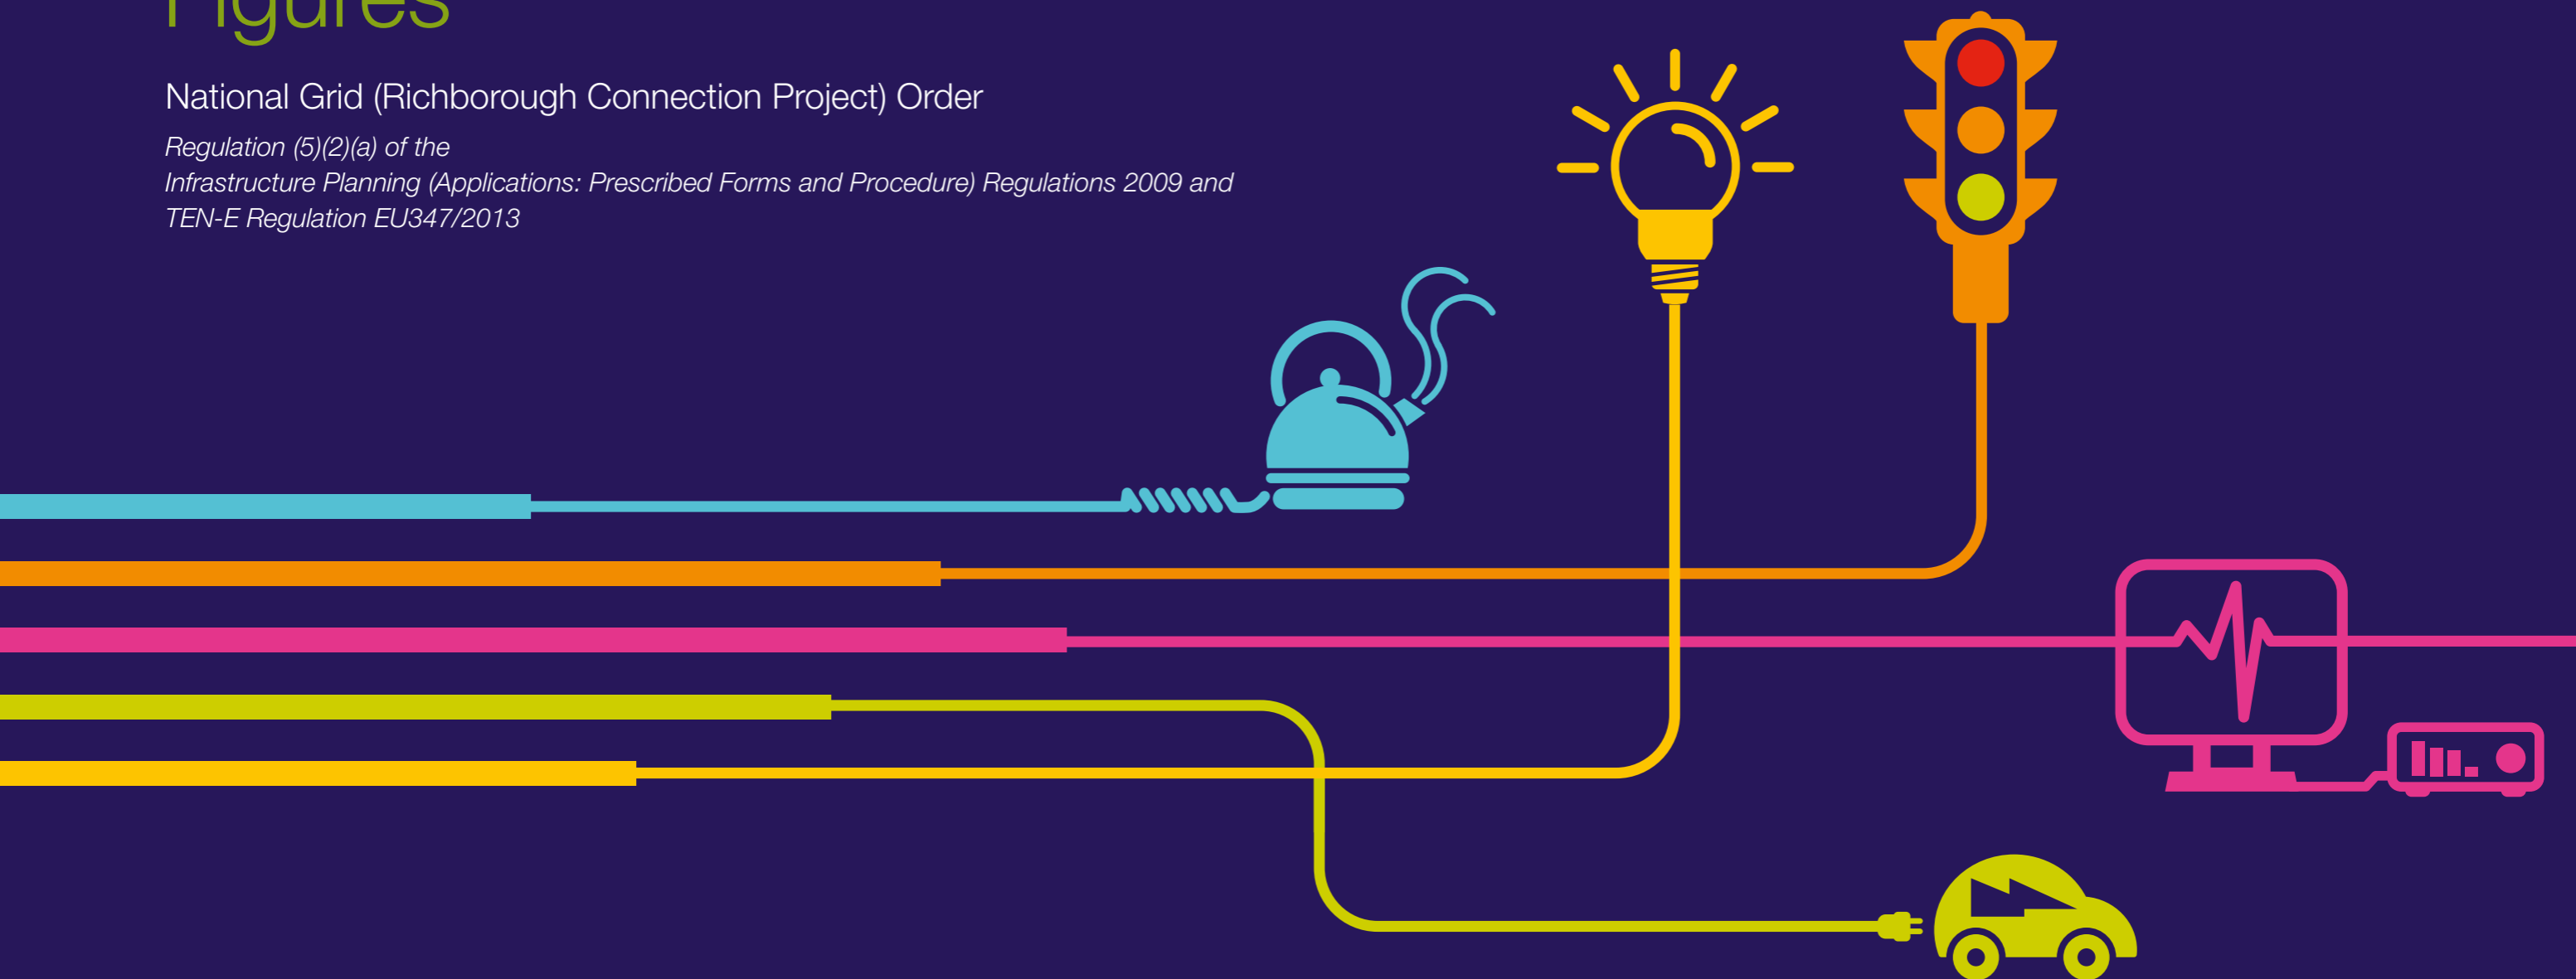 Figures
National Grid (Richborough Connection Project) Order
Regulation (5)(2)(a) of the
Infrastructure Planning (Applications: Prescribed Forms and Procedure) Regulations 2009 and
TEN-E Regulation EU347/2013